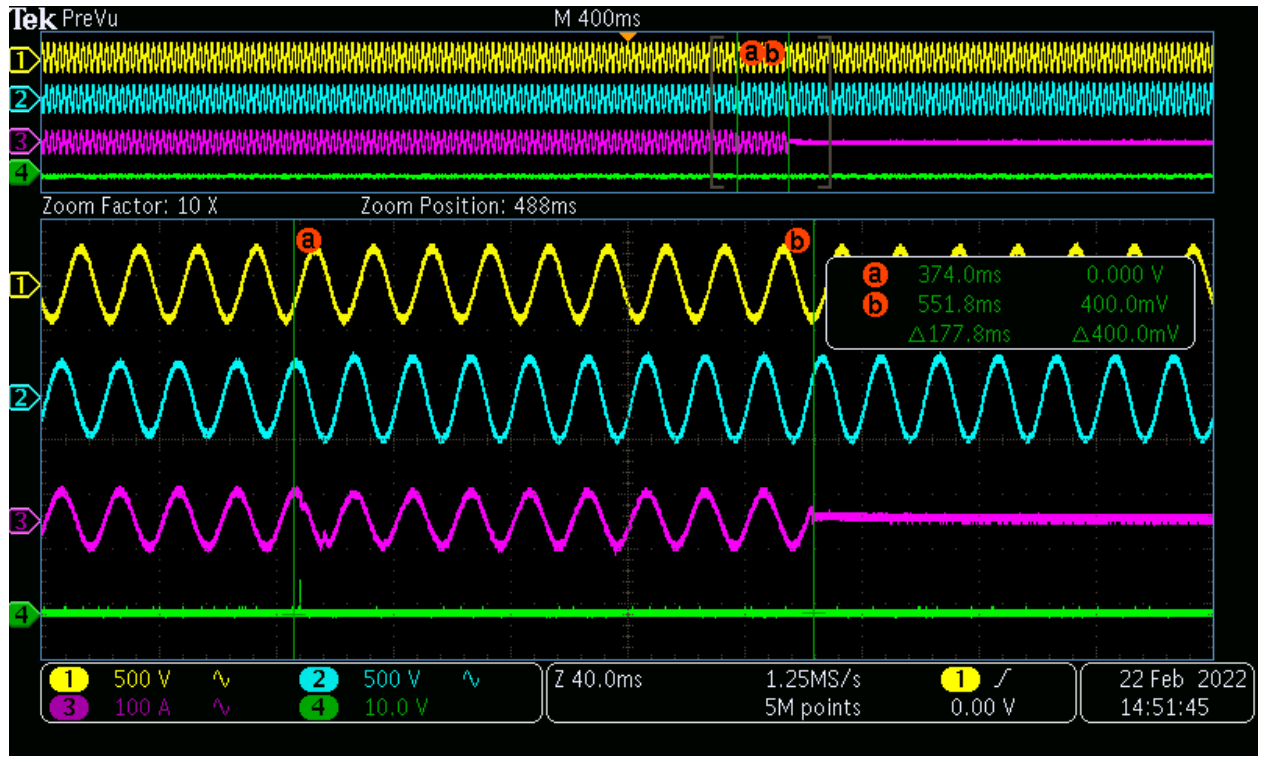 Tek PreVu M 400ms
1 a b
2
3
4
Zoom Factor: 10 X Zoom Position: 488ms
a b
1 a 374.0ms 0.000 V
b 551.8ms 400.0mV
△177.8ms △400.0mV
2
3
4
1 500 V 2 500 V Z 40.0ms 1.25MS/s 1 22 Feb 2022
3 100 A 4 10.0 V 5M points 0.00 V 14:51:45